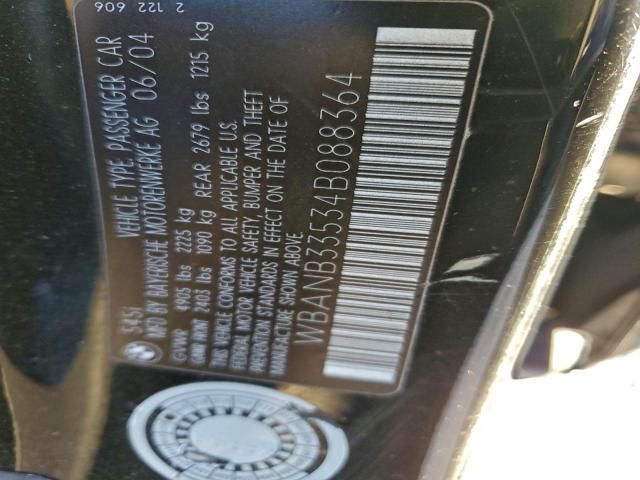 2 122 606
545i VEHICLE TYPE: PASSENGER CAR
MFD BY BAYERISCHE MOTORENWERKE AG 06/04
GVWR 4905 lbs 2225 kg
GAWR FRONT 2403 lbs 1090 kg REAR 2679 lbs 1215 kg
THIS VEHICLE CONFORMS TO ALL APPLICABLE U.S.
FEDERAL MOTOR VEHICLE SAFETY, BUMPER AND THEFT
PREVENTION STANDARDS IN EFFECT ON THE DATE OF
MANUFACTURE SHOWN ABOVE.
WBANB33534B088364